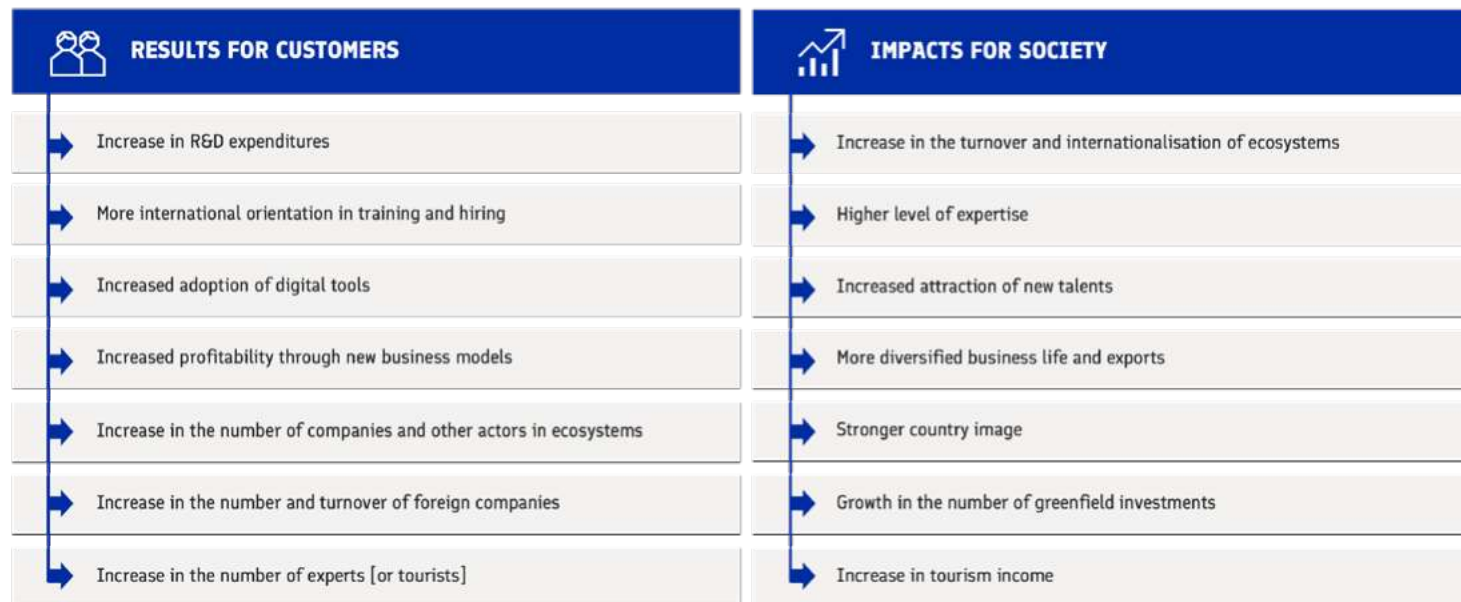 RESULTS FOR CUSTOMERS
Increase in R&D expenditures
More international orientation in training and hiring
Increased adoption of digital tools
Increased profitability through new business models
Increase in the number of companies and other actors in ecosystems
Increase in the number and turnover of foreign companies
Increase in the number of experts [or tourists]
IMPACTS FOR SOCIETY
Increase in the turnover and internationalisation of ecosystems
Higher level of expertise
Increased attraction of new talents
More diversified business life and exports
Stronger country image
Growth in the number of greenfield investments
Increase in tourism income